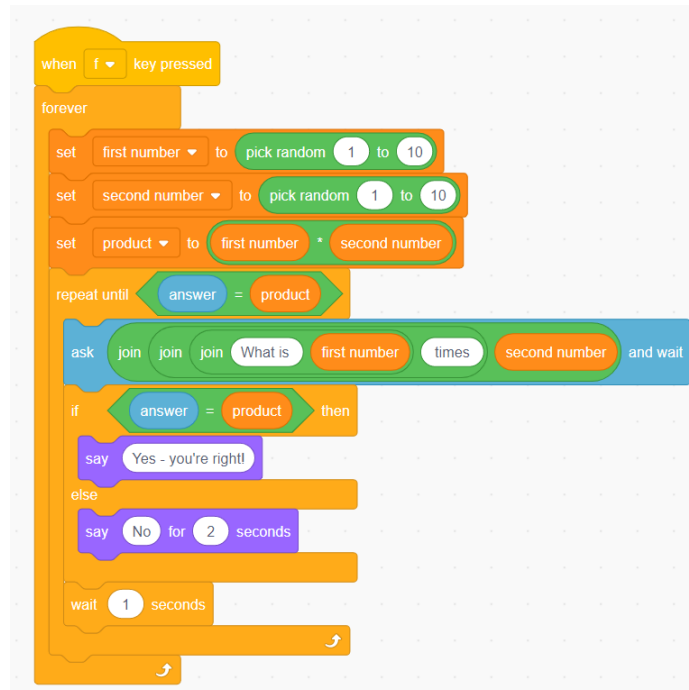 when f key pressed
forever
set first number to pick random 1 to 10
set second number to pick random 1 to 10
set product to first number * second number
repeat until answer = product
ask join join join What is first number times second number and wait
if answer = product then
say Yes - you're right!
else
say No for 2 seconds
wait 1 seconds